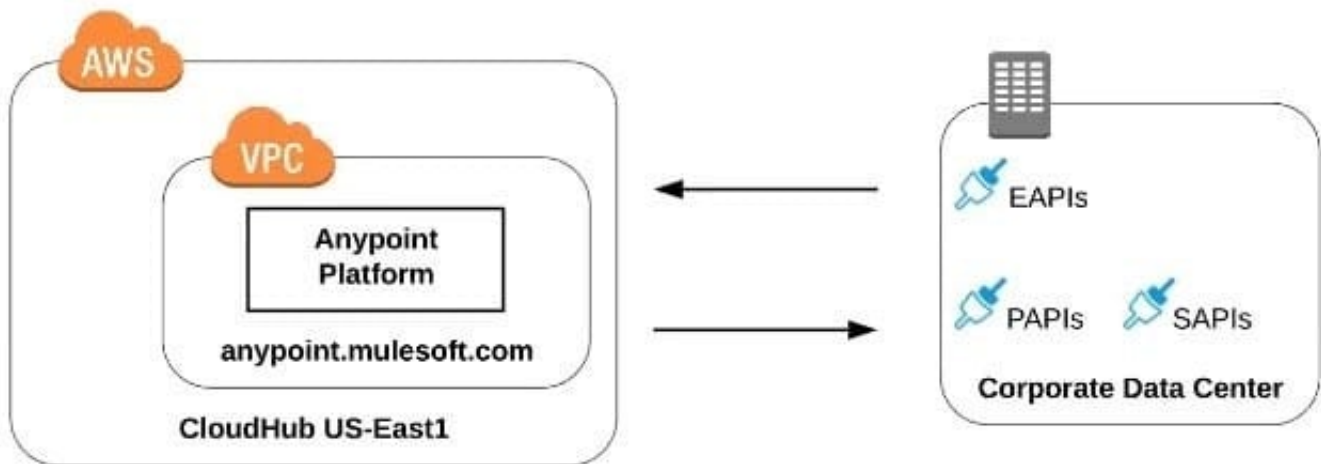 AWS
VPC
Anypoint
Platform
anypoint.mulesoft.com
CloudHub US-East1
EAPIs
PAPIs
SAPIs
Corporate Data Center